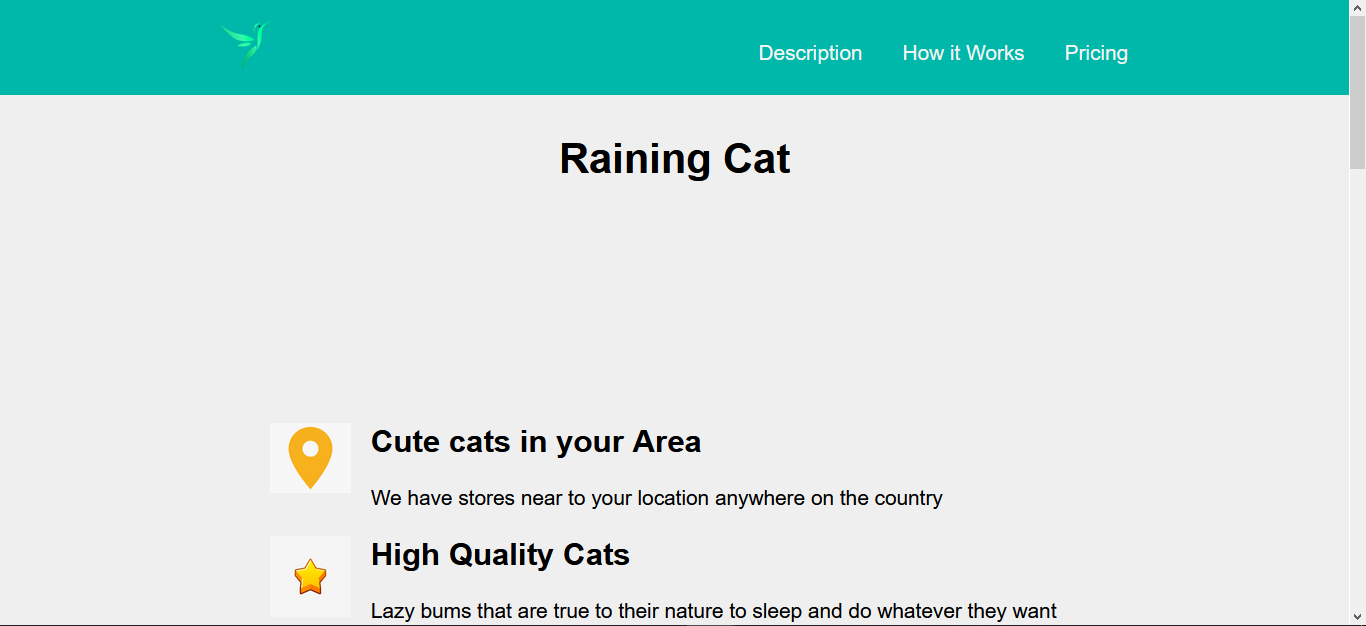 Description How it Works Pricing
Raining Cat
Cute cats in your Area
We have stores near to your location anywhere on the country
High Quality Cats
Lazy bums that are true to their nature to sleep and do whatever they want